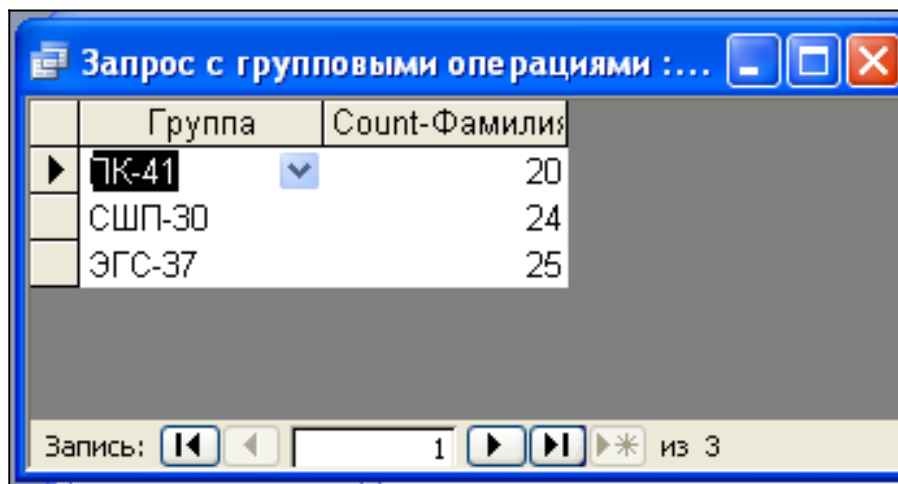 Запрос с групповыми операциями :...
Группа Count-Фамилия
ПК-41 20
СШП-30 24
ЭГС-37 25
Запись: 1 из 3